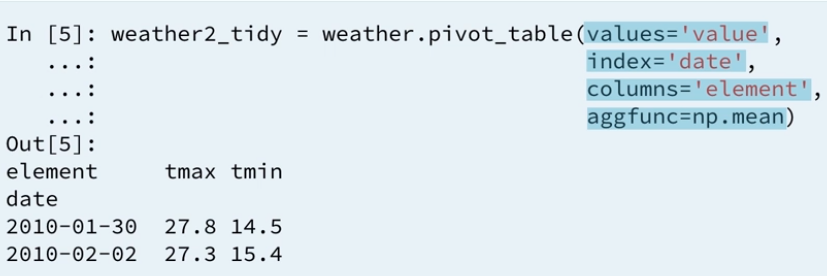 In [5]: weather2_tidy = weather.pivot_table(values='value',
   ...:                                     index='date',
   ...:                                     columns='element',
   ...:                                     aggfunc=np.mean)
Out[5]:
element     tmax tmin
date
2010-01-30  27.8 14.5
2010-02-02  27.3 15.4